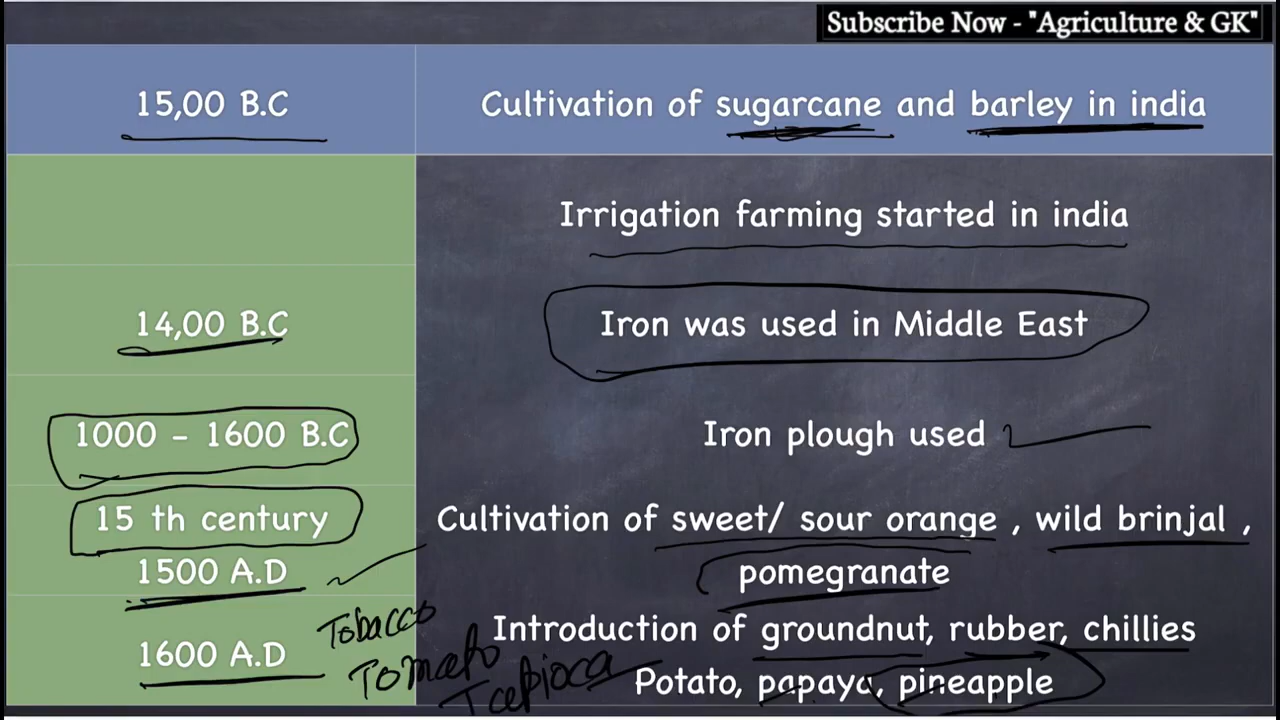 Subscribe Now - "Agriculture & GK"
15,00 B.C
Cultivation of sugarcane and barley in india
Irrigation farming started in india
14,00 B.C
Iron was used in Middle East
1000 - 1600 B.C
Iron plough used
15 th century
1500 A.D
Cultivation of sweet/ sour orange , wild brinjal ,
pomegranate
1600 A.D
Introduction of groundnut, rubber, chillies
Potato, papaya, pineapple
Tobacco
Tomato